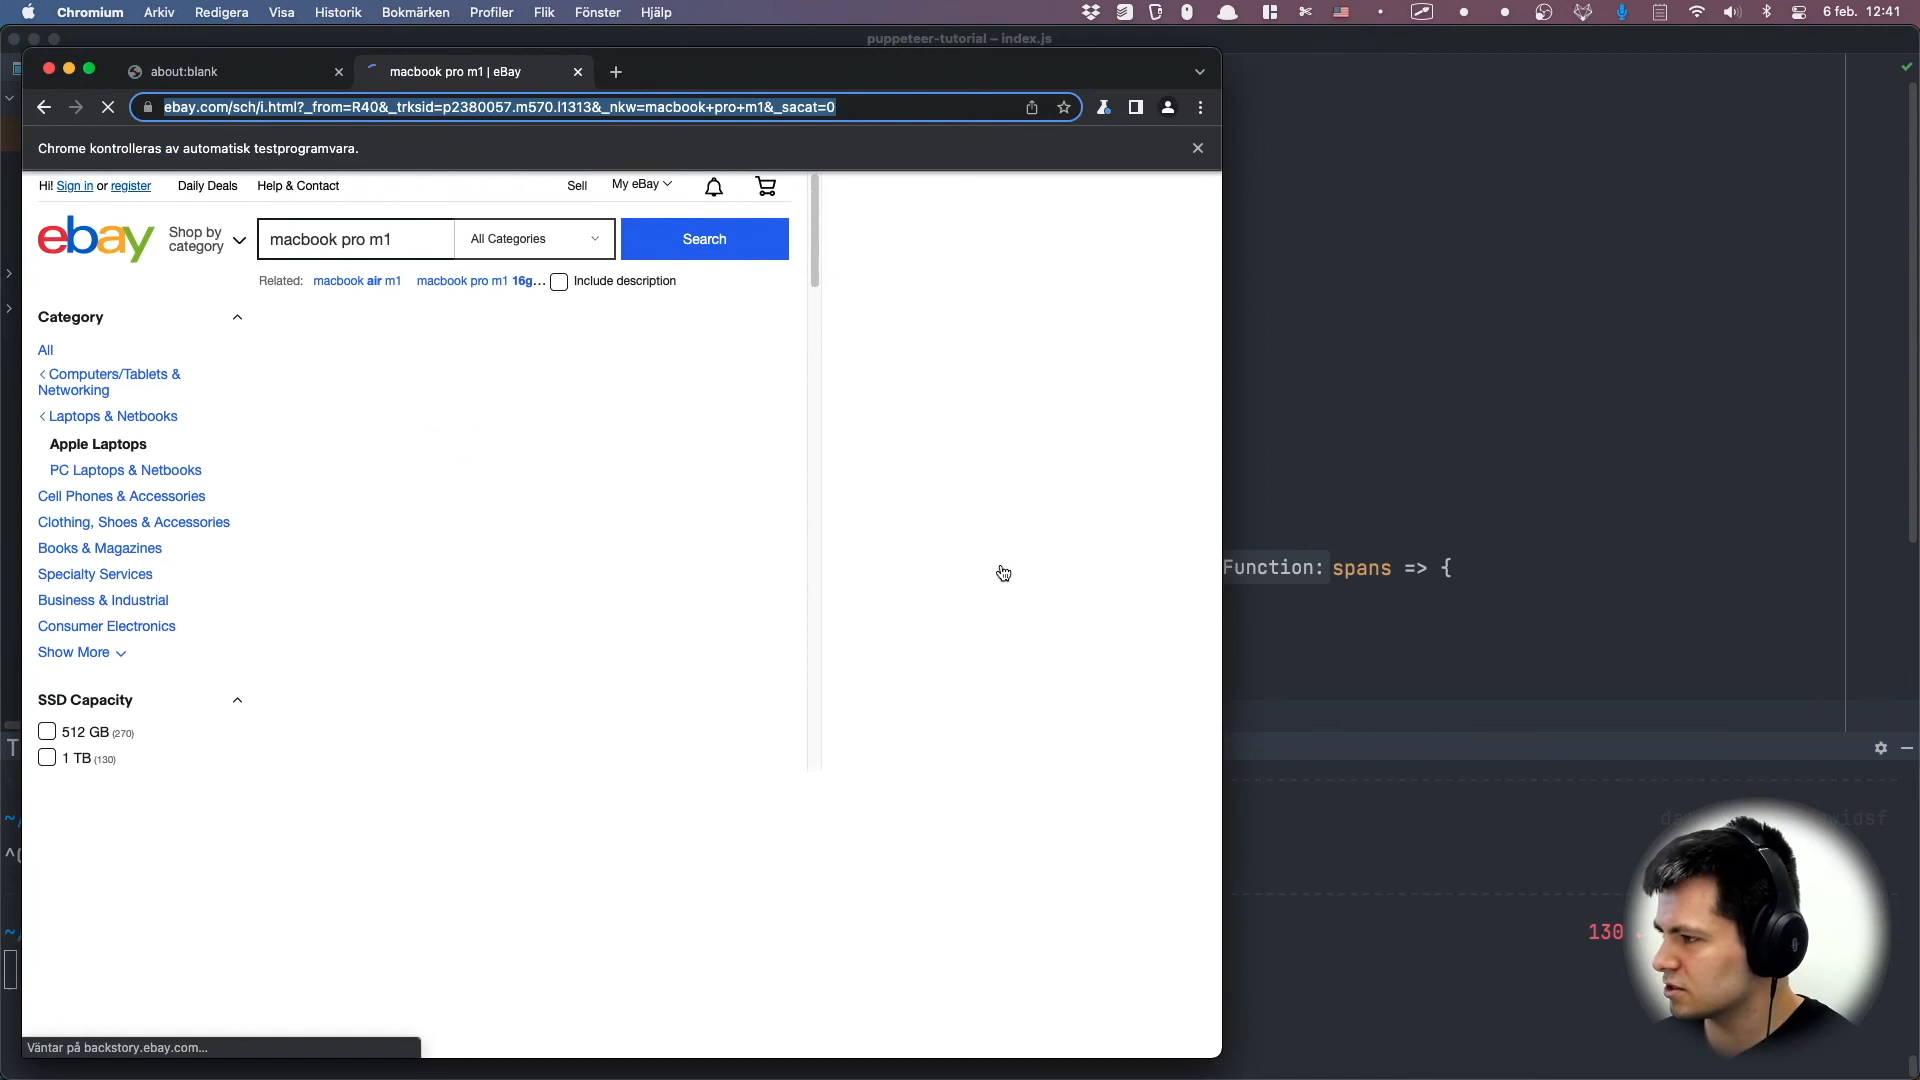 Chromium Arkiv Redigera Visa Historik Bokmärken Profiler Flik Fönster Hjälp
6 feb. 12:41
puppeteer-tutorial – index.js
about:blank
macbook pro m1 | eBay
ebay.com/sch/i.html?_from=R40&_trksid=p2380057.m570.l1313&_nkw=macbook+pro+m1&_sacat=0
Chrome kontrolleras av automatisk testprogramvara.
Hi! Sign in or register Daily Deals Help & Contact Sell My eBay
ebay
Shop by category
macbook pro m1
All Categories
Search
Related: macbook air m1 macbook pro m1 16g...
Include description
Category
All
Computers/Tablets &
Networking
Laptops & Netbooks
Apple Laptops
PC Laptops & Netbooks
Cell Phones & Accessories
Clothing, Shoes & Accessories
Books & Magazines
Specialty Services
Business & Industrial
Consumer Electronics
Show More
SSD Capacity
512 GB (270)
1 TB (130)
Väntar på backstory.ebay.com...
Function: spans => {
130